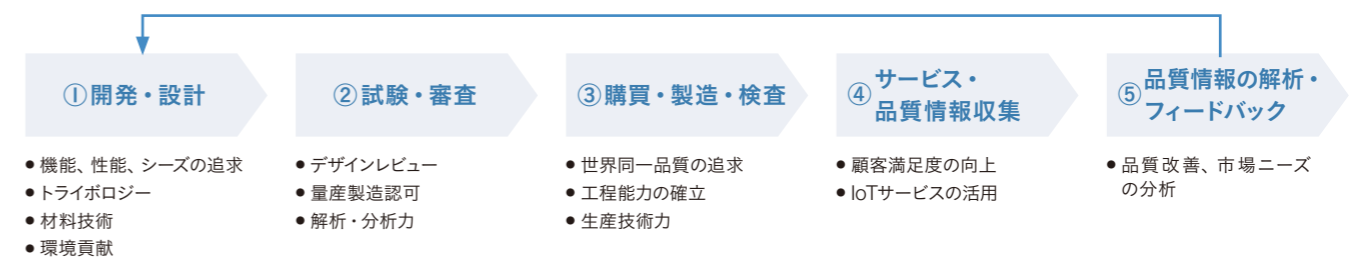 ①開発・設計
●機能、性能、シーズの追求
●トライボロジー
●材料技術
●環境貢献
②試験・審査
●デザインレビュー
●量産製造認可
●解析・分析力
③購買・製造・検査
●世界同一品質の追求
●工程能力の確立
●生産技術力
④サービス・
品質情報収集
●顧客満足度の向上
●IoTサービスの活用
⑤品質情報の解析・
フィードバック
●品質改善、市場ニーズ
の分析